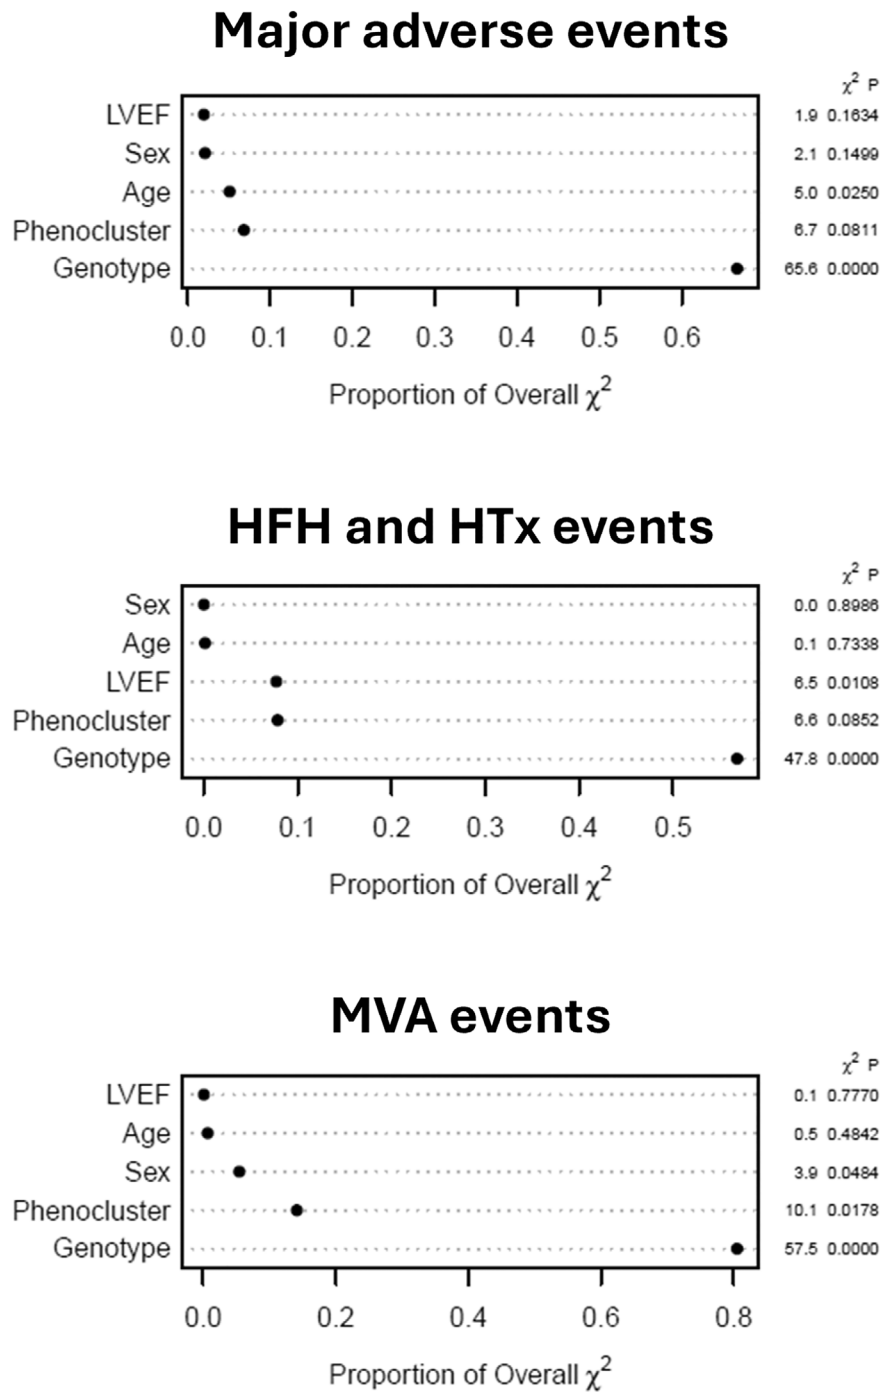 Major adverse events
χ² P
LVEF 1.9 0.1634
Sex 2.1 0.1499
Age 5.0 0.0250
Phenocluster 6.7 0.0811
Genotype 65.6 0.0000
0.0 0.1 0.2 0.3 0.4 0.5 0.6
Proportion of Overall χ²
HFH and HTx events
χ² P
Sex 0.0 0.8986
Age 0.1 0.7338
LVEF 6.5 0.0108
Phenocluster 6.6 0.0852
Genotype 47.8 0.0000
0.0 0.1 0.2 0.3 0.4 0.5
Proportion of Overall χ²
MVA events
χ² P
LVEF 0.1 0.7770
Age 0.5 0.4842
Sex 3.9 0.0484
Phenocluster 10.1 0.0178
Genotype 57.5 0.0000
0.0 0.2 0.4 0.6 0.8
Proportion of Overall χ²